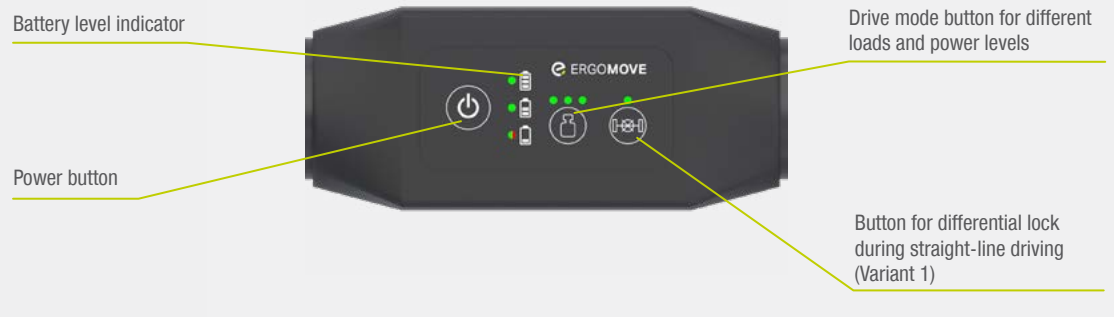 Battery level indicator
Drive mode button for different
loads and power levels
ERGOMOVE
Power button
Button for differential lock
during straight-line driving
(Variant 1)